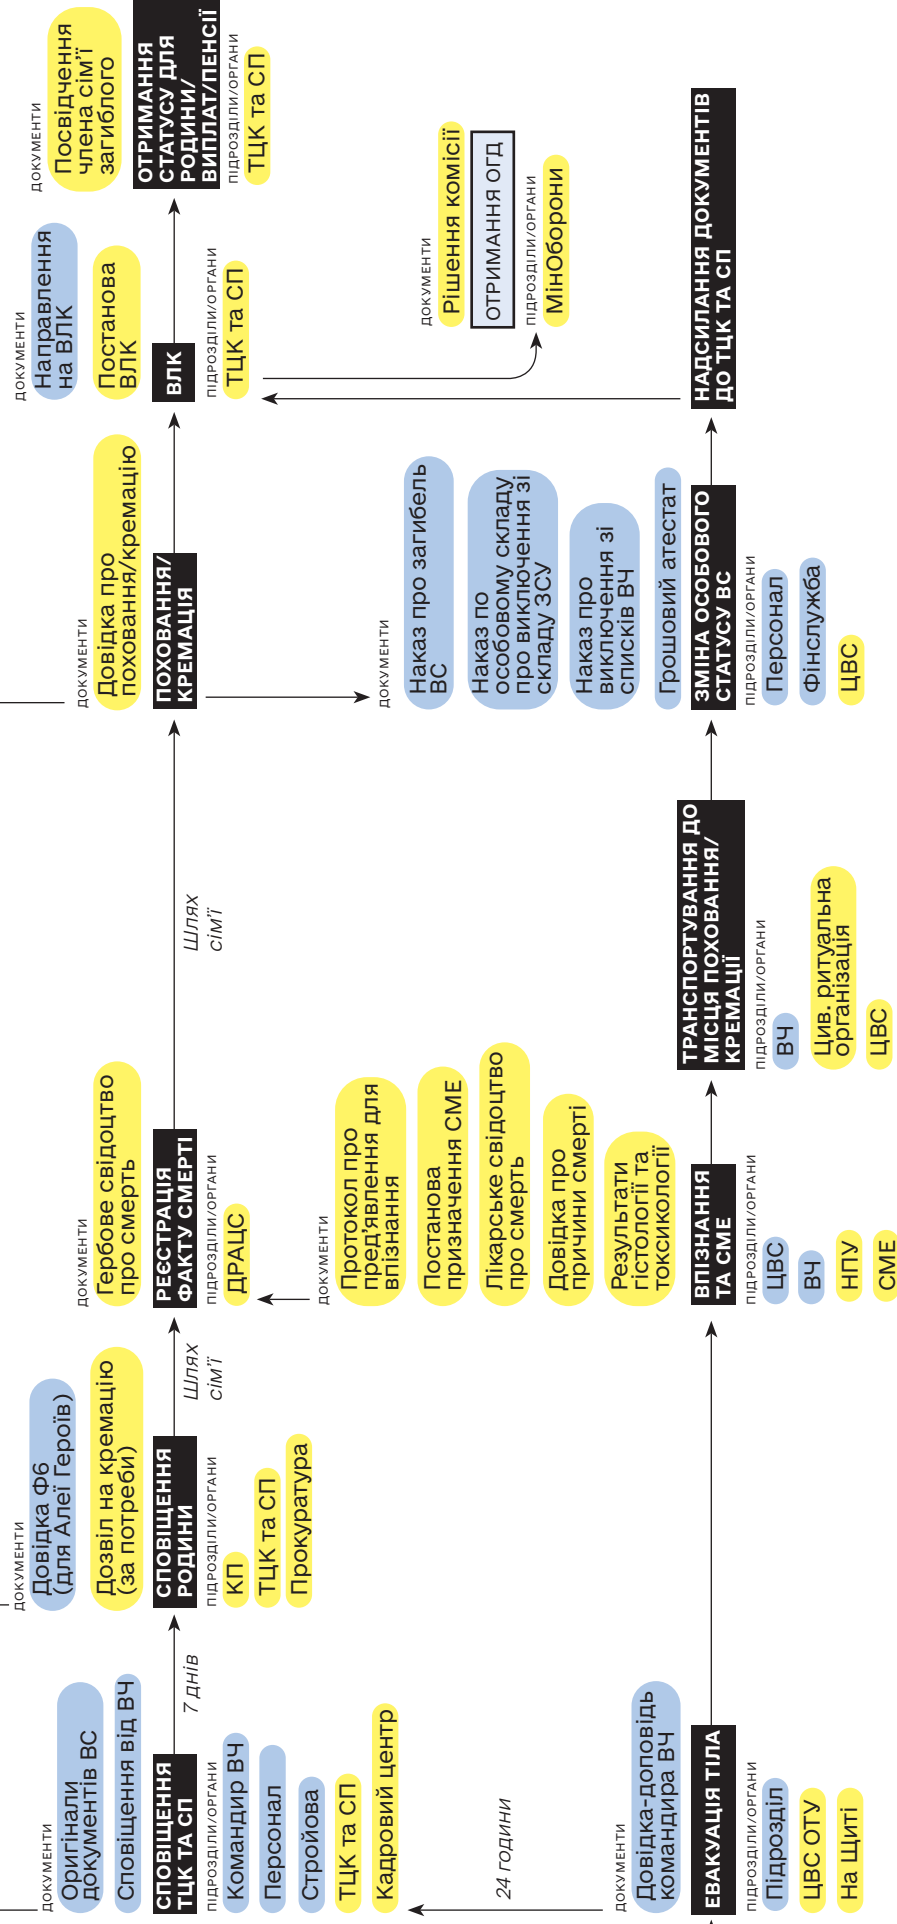 ДОКУМЕНТИ
Оригінали
документів ВС
Сповіщення від ВЧ
СПОВІЩЕННЯ
ТЦК ТА СП
ПІДРОЗДІЛИ/ОРГАНИ
Командир ВЧ
Персонал
Стройова
ТЦК та СП
Кадровий центр
7 ДНІВ
ДОКУМЕНТИ
Довідка Ф6
(для Алеї Героїв)
Дозвіл на кремацію
(за потреби)
СПОВІЩЕННЯ
РОДИНИ
ПІДРОЗДІЛИ/ОРГАНИ
КП
ТЦК та СП
Прокуратура
Шлях
сім’ї
ДОКУМЕНТИ
Гербове свідоцтво
про смерть
РЕЄСТРАЦІЯ
ФАКТУ СМЕРТІ
ПІДРОЗДІЛИ/ОРГАНИ
ДРАЦС
Шлях
сім’ї
ДОКУМЕНТИ
Довідка про
поховання/кремацію
ПОХОВАННЯ/
КРЕМАЦІЯ
ДОКУМЕНТИ
Направлення
на ВЛК
Постанова
ВЛК
ВЛК
ПІДРОЗДІЛИ/ОРГАНИ
ТЦК та СП
ДОКУМЕНТИ
Посвідчення
члена сім’ї
загиблого
ОТРИМАННЯ
СТАТУСУ ДЛЯ
РОДИНИ/
ВИПЛАТ/ПЕНСІЇ
ПІДРОЗДІЛИ/ОРГАНИ
ТЦК та СП
24 ГОДИНИ
ДОКУМЕНТИ
Довідка-доповідь
командира ВЧ
ЕВАКУАЦІЯ ТІЛА
ПІДРОЗДІЛИ/ОРГАНИ
Підрозділ
ЦВС ОТУ
На Щиті
ДОКУМЕНТИ
Протокол про
пред’явлення для
впізнання
Постанова
призначення СМЕ
Лікарське свідоцтво
про смерть
Довідка про
причини смерті
Результати
гістології та
токсикології
ВПІЗНАННЯ
ТА СМЕ
ПІДРОЗДІЛИ/ОРГАНИ
ЦВС
ВЧ
НПУ
СМЕ
ТРАНСПОРТУВАННЯ ДО
МІСЦЯ ПОХОВАННЯ/
КРЕМАЦІЇ
ПІДРОЗДІЛИ/ОРГАНИ
ВЧ
Цив. ритуальна
організація
ЦВС
ДОКУМЕНТИ
Наказ про загибель
ВС
Наказ по
особовому складу
про виключення зі
складу ЗСУ
Наказ про
виключення зі
списків ВЧ
Грошовий атестат
ЗМІНА ОСОБОВОГО
СТАТУСУ ВС
ПІДРОЗДІЛИ/ОРГАНИ
Персонал
Фінслужба
ЦВС
НАДСИЛАННЯ ДОКУМЕНТІВ
ДО ТЦК ТА СП
ДОКУМЕНТИ
Рішення комісії
ОТРИМАННЯ ОГД
ПІДРОЗДІЛИ/ОРГАНИ
МінОборони